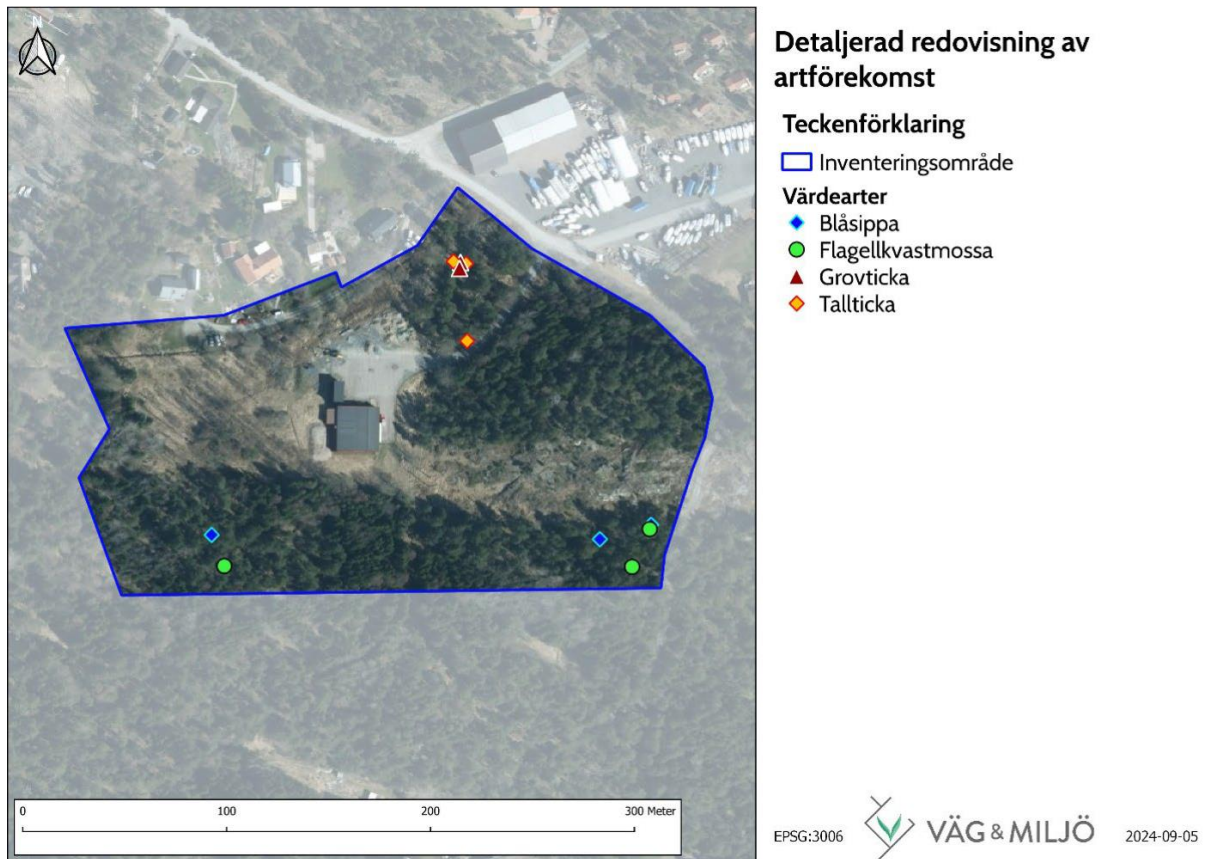 N
Detaljerad redovisning av
artförekomst
Teckenförklaring
Inventeringsområde
Värdearter
Blåsippa
Flagellkvastmossa
Grovticka
Tallticka
0 100 200 300 Meter
EPSG:3006 VÄG & MILJÖ 2024-09-05